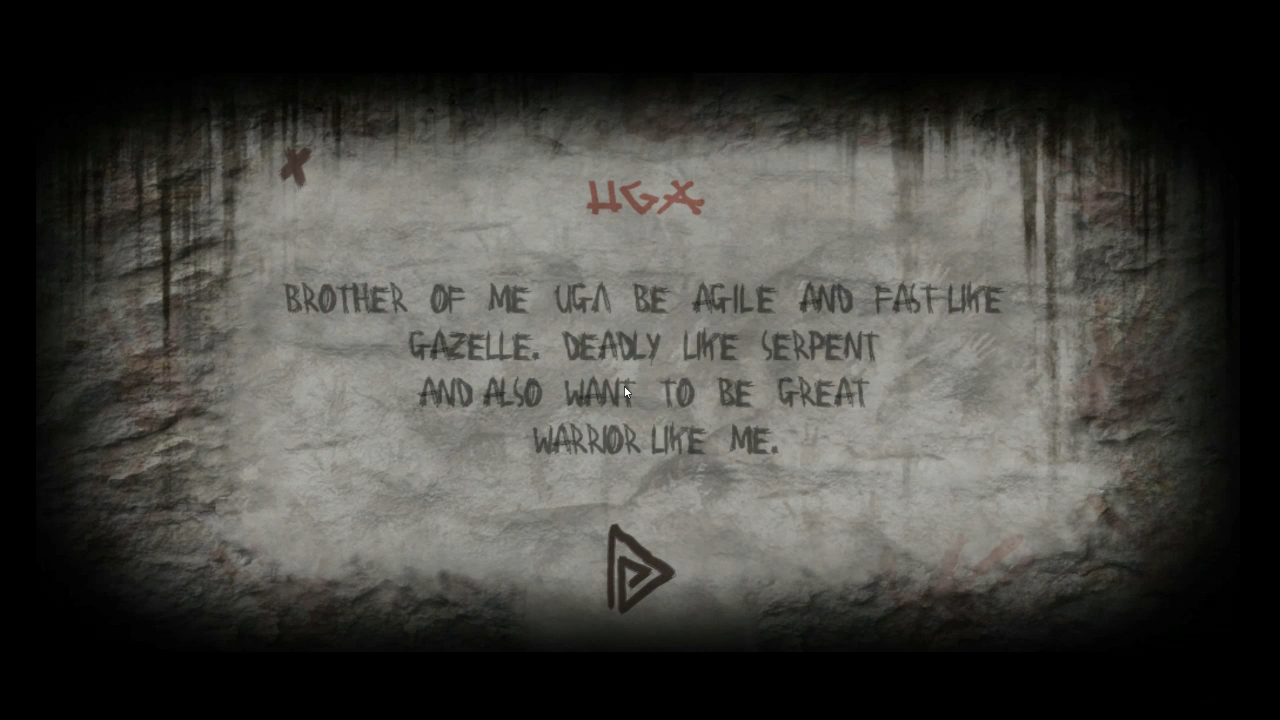 UGA
BROTHER OF ME UGA BE AGILE AND FAST LIKE
GAZELLE. DEADLY LIKE SERPENT
AND ALSO WANT TO BE GREAT
WARRIOR LIKE ME.